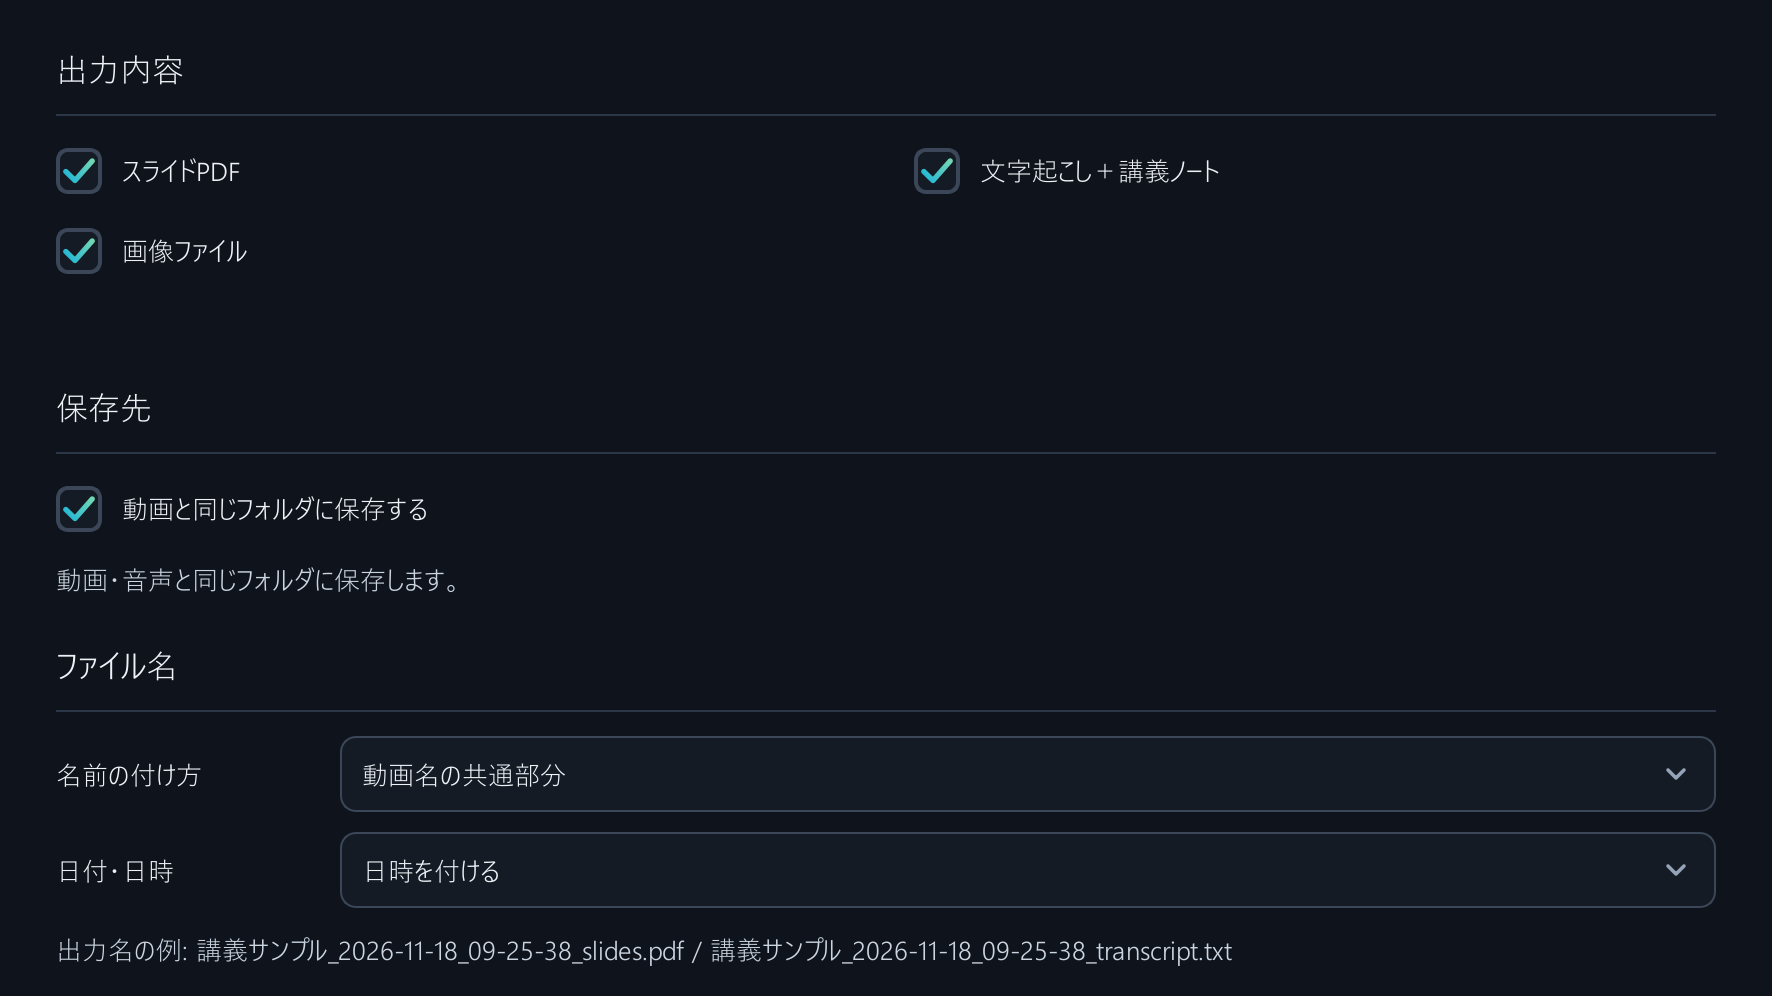 出力内容
スライドPDF
文字起こし＋講義ノート
画像ファイル
保存先
動画と同じフォルダに保存する
動画・音声と同じフォルダに保存します。
ファイル名
名前の付け方
動画名の共通部分
日付・日時
日時を付ける
出力名の例: 講義サンプル_2026-11-18_09-25-38_slides.pdf / 講義サンプル_2026-11-18_09-25-38_transcript.txt